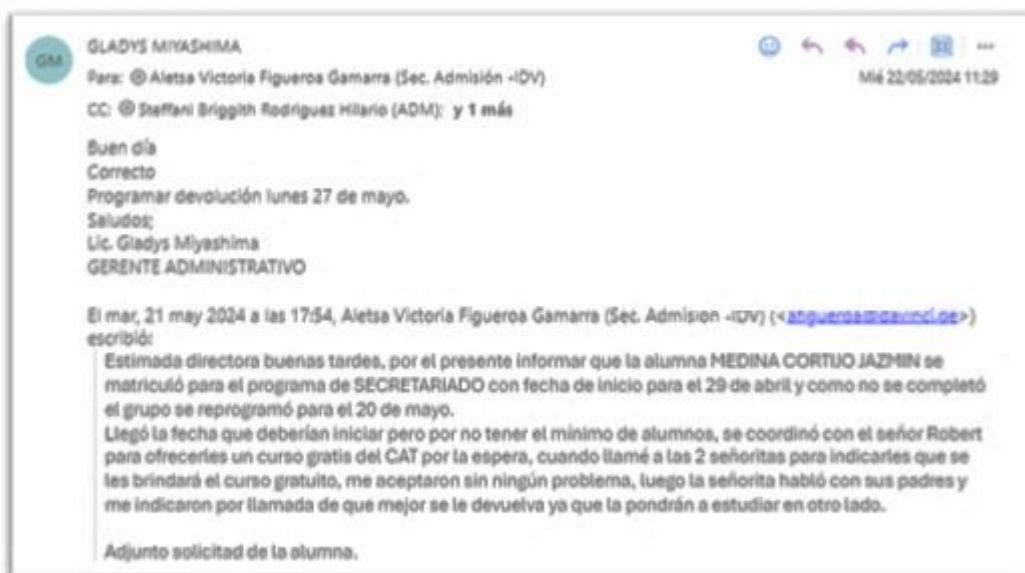 GM
GLADYS MIYASHIMA
Para: Aletsa Victoria Figueroa Gamarra (Sec. Admisión -IDV)
Mié 22/05/2024 11:29
CC: Steffani Briggith Rodriguez Hilario (ADM); y 1 más
Buen día
Correcto
Programar devolución lunes 27 de mayo.
Saludos;
Lic. Gladys Miyashima
GERENTE ADMINISTRATIVO
El mar, 21 may 2024 a las 17:54, Aletsa Victoria Figueroa Gamarra (Sec. Admision -IDV)
escribió:
Estimada directora buenas tardes, por el presente informar que la alumna MEDINA CORTIJO JAZMIN se
matriculó para el programa de SECRETARIADO con fecha de inicio para el 29 de abril y como no se completó
el grupo se reprogramó para el 20 de mayo.
Llegó la fecha que deberían iniciar pero por no tener el mínimo de alumnos, se coordinó con el señor Robert
para ofrecerles un curso gratis del CAT por la espera, cuando llamé a las 2 señoritas para indicarles que se
les brindará el curso gratuito, me aceptaron sin ningún problema, luego la señorita habló con sus padres y
me indicaron por llamada de que mejor se le devuelva ya que la pondrán a estudiar en otro lado.
Adjunto solicitud de la alumna.